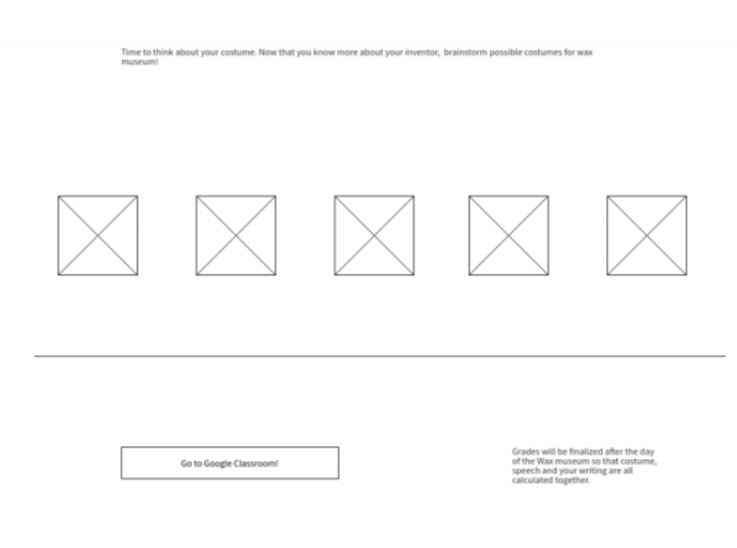 Time to think about your costume. Now that you know more about your inventor, brainstorm possible costumes for wax
museum!
Go to Google Classroom!
Grades will be finalized after the day
of the Wax museum so that costume,
speech and your writing are all
calculated together.